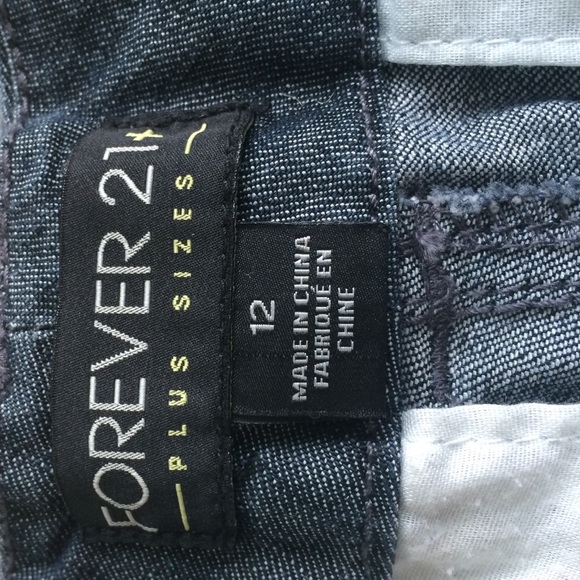 FOREVER 21+
PLUS SIZES
12
MADE IN CHINA
FABRIQUÉ EN
CHINE